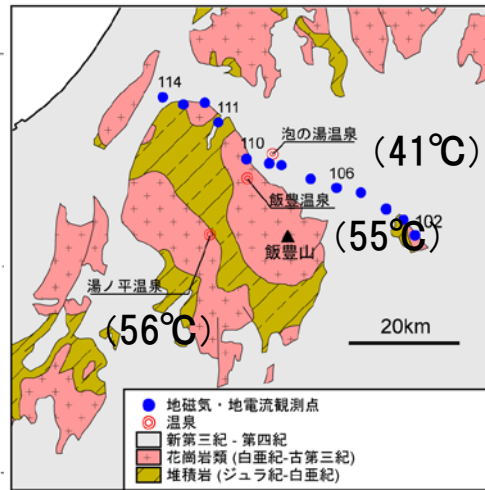 114
111
泡の湯温泉
110
(41℃)
106
飯豊温泉
102
(55℃)
飯豊山
湯ノ平温泉
(56℃)
20km
地磁気・地電流観測点
温泉
新第三紀 - 第四紀
花崗岩類 (白亜紀-古第三紀)
堆積岩 (ジュラ紀-白亜紀)